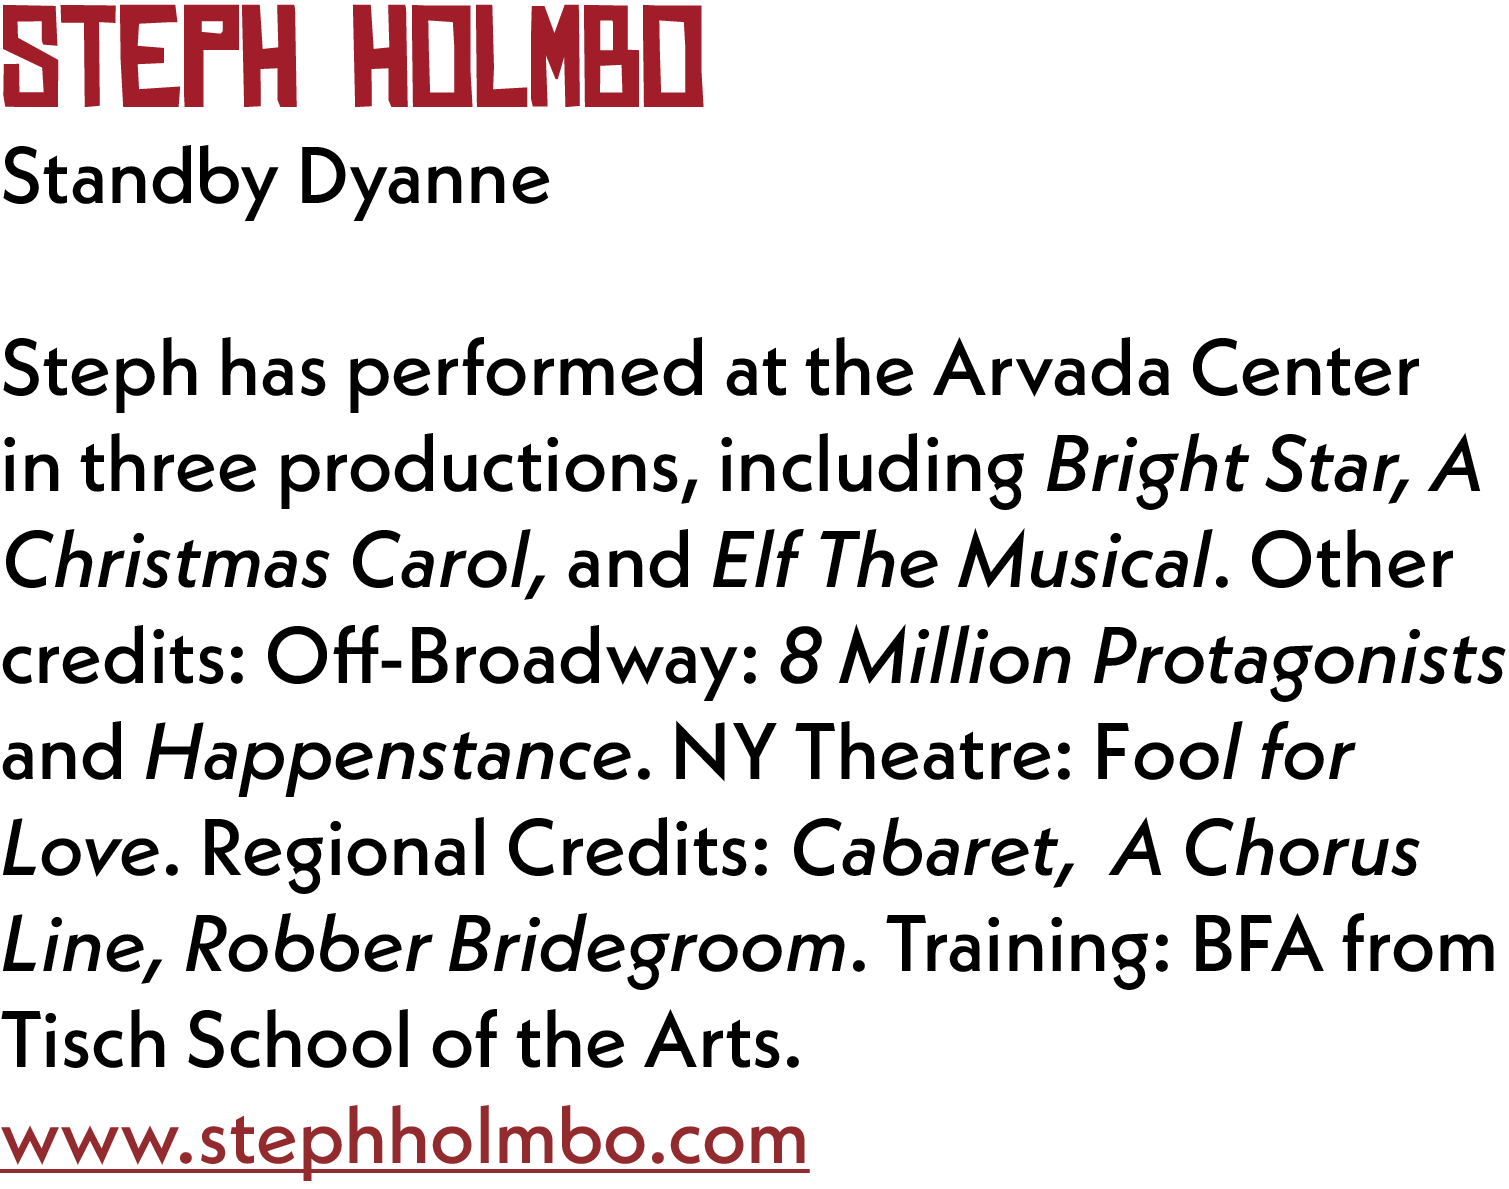 STEPH HOLMBO
Standby Dyanne
Steph has performed at the Arvada Center
in three productions, including Bright Star, A
Christmas Carol, and Elf The Musical. Other
credits: Off-Broadway: 8 Million Protagonists
and Happenstance. NY Theatre: Fool for
Love. Regional Credits: Cabaret,  A Chorus
Line, Robber Bridegroom. Training: BFA from
Tisch School of the Arts.
www.stephholmbo.com